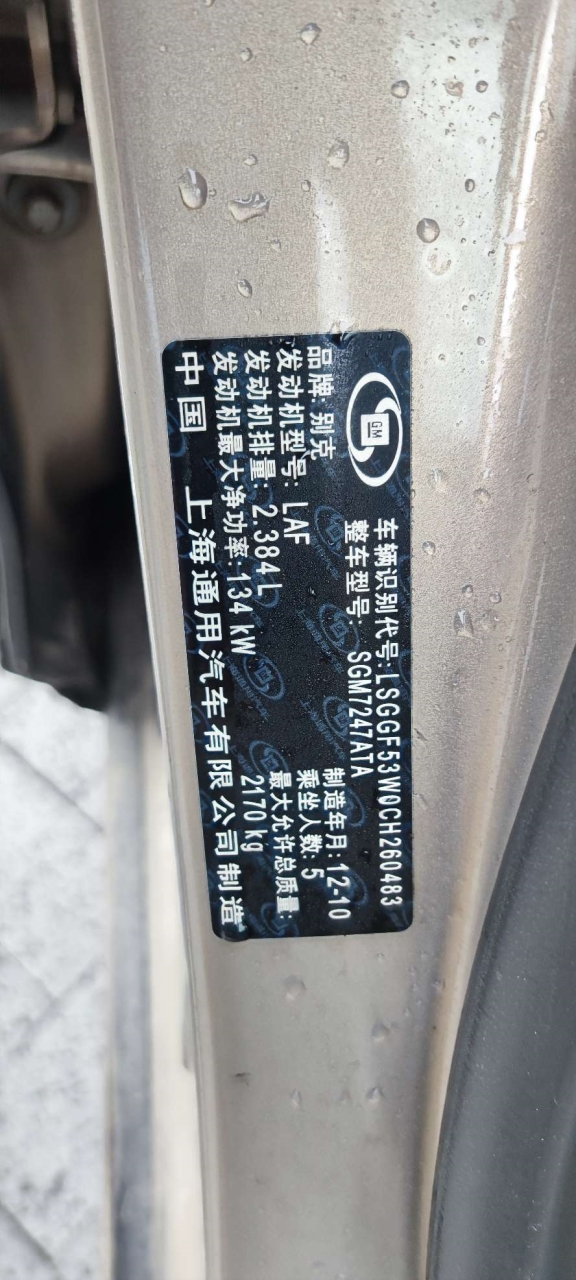 GM
车辆识别代号:LSGGF53W0CH260483
整车型号: SGM7247ATA
品牌: 别克
制造年月: 12-10
发动机型号: LAF
乘坐人数: 5
发动机排量: 2.384L
最大允许总质量:
发动机最大净功率:134 kW
2170 kg
中国 上海通用汽车有限公司制造